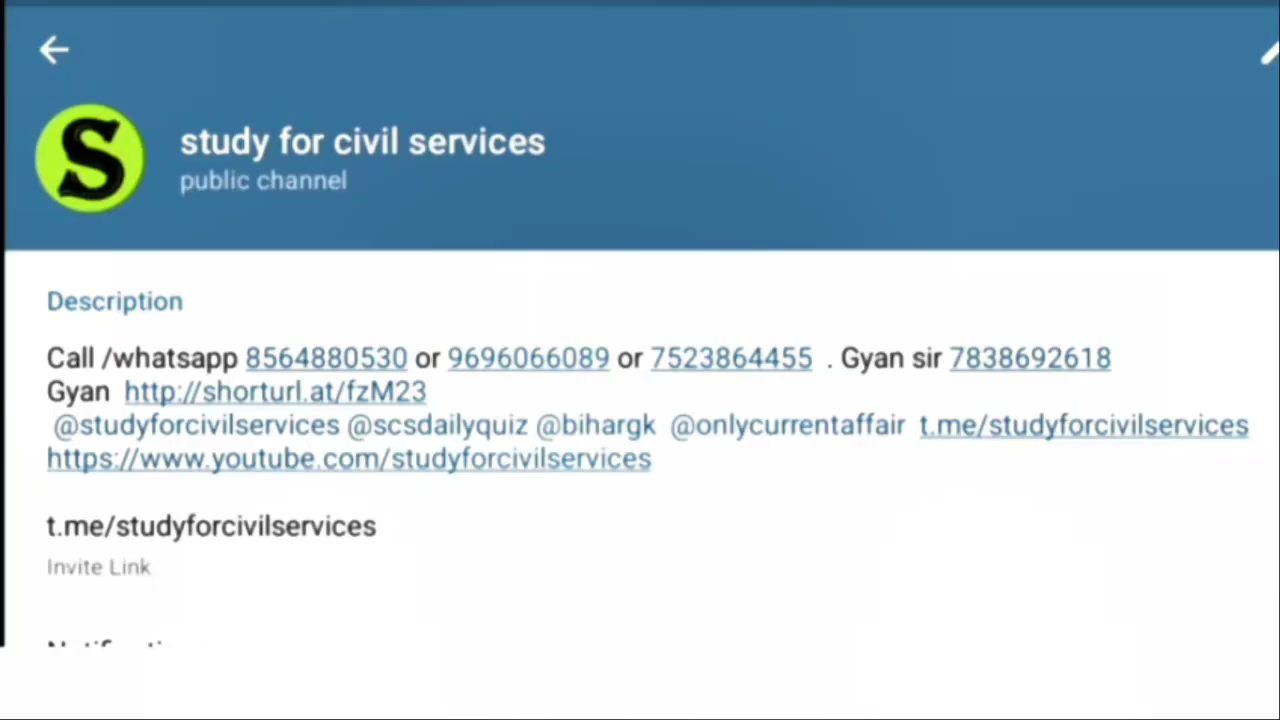 study for civil services
public channel
Description
Call /whatsapp 8564880530 or 9696066089 or 7523864455 . Gyan sir 7838692618
Gyan http://shorturl.at/fzM23
@studyforcivilservices @scsdailyquiz @bihargk @onlycurrentaffair t.me/studyforcivilservices
https://www.youtube.com/studyforcivilservices
t.me/studyforcivilservices
Invite Link